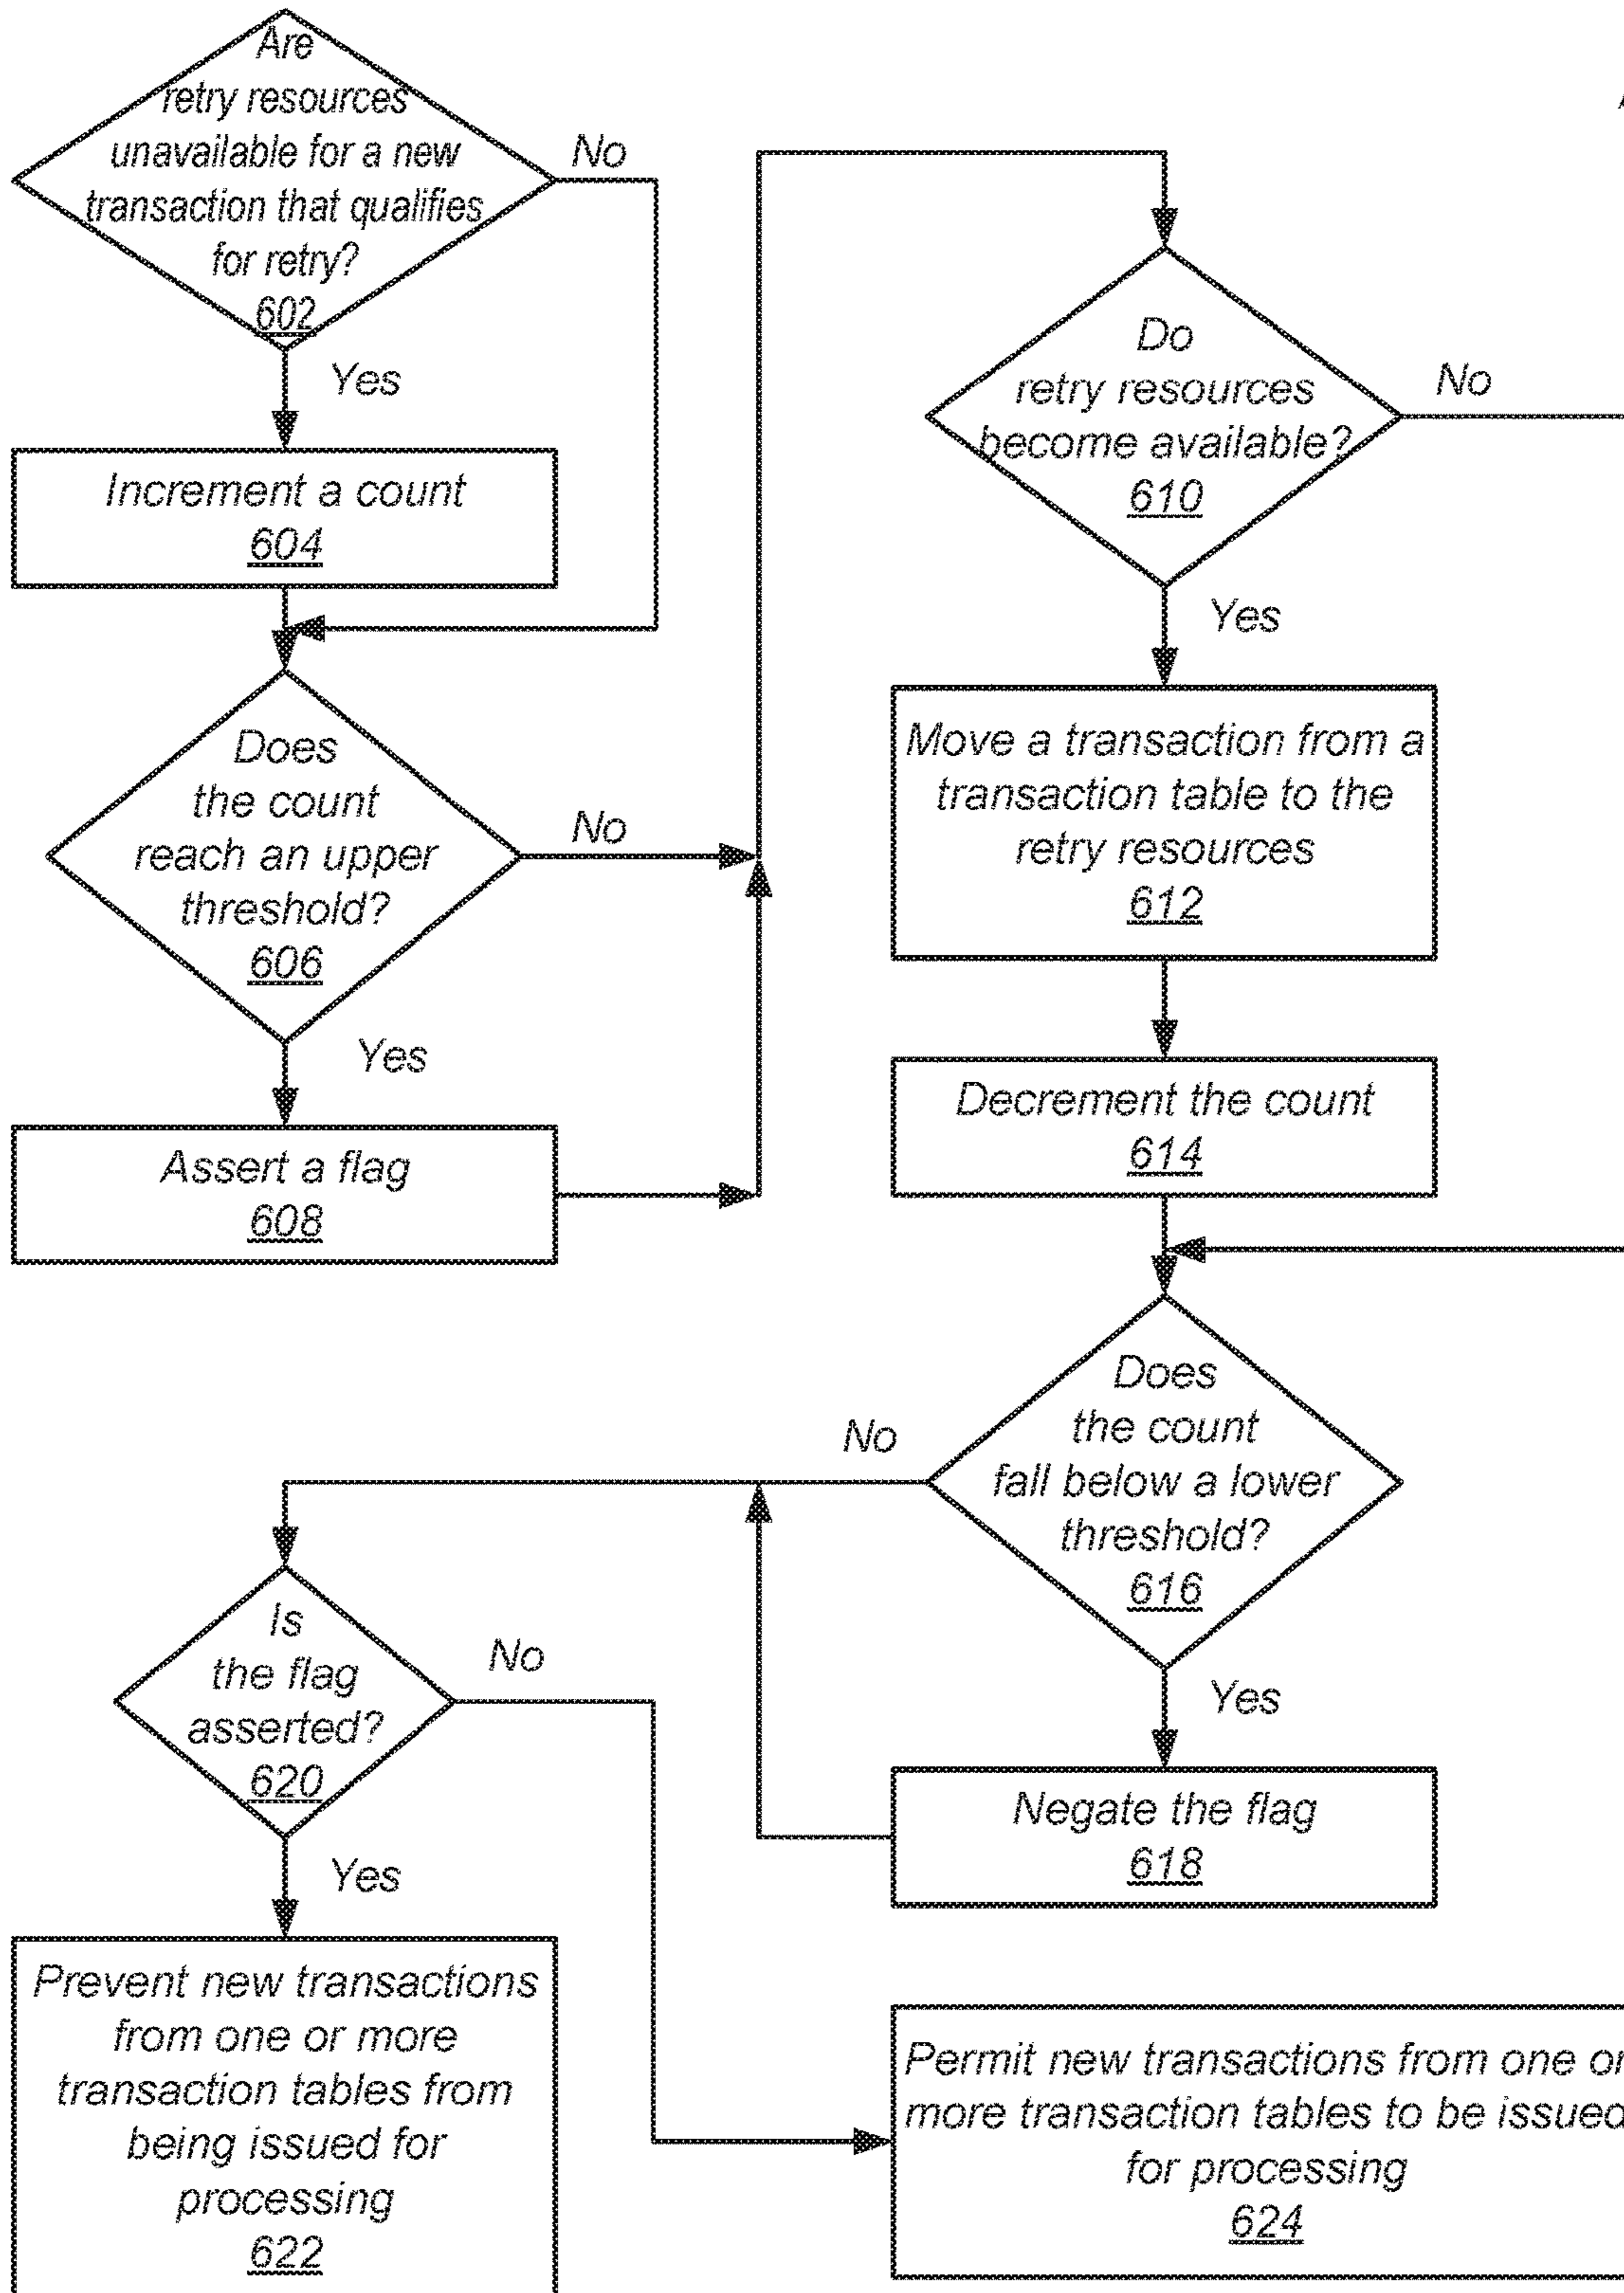 Are
retry resources
unavailable for a new
transaction that qualifies
for retry?
602
No
Yes
Increment a count
604
Does
the count
reach an upper
threshold?
606
No
Yes
Assert a flag
608
Do
retry resources
become available?
610
No
Yes
Move a transaction from a
transaction table to the
retry resources
612
Decrement the count
614
Does
the count
fall below a lower
threshold?
616
No
Yes
Negate the flag
618
Is
the flag
asserted?
620
No
Yes
Prevent new transactions
from one or more
transaction tables from
being issued for
processing
622
Permit new transactions from one or
more transaction tables to be issued
for processing
624